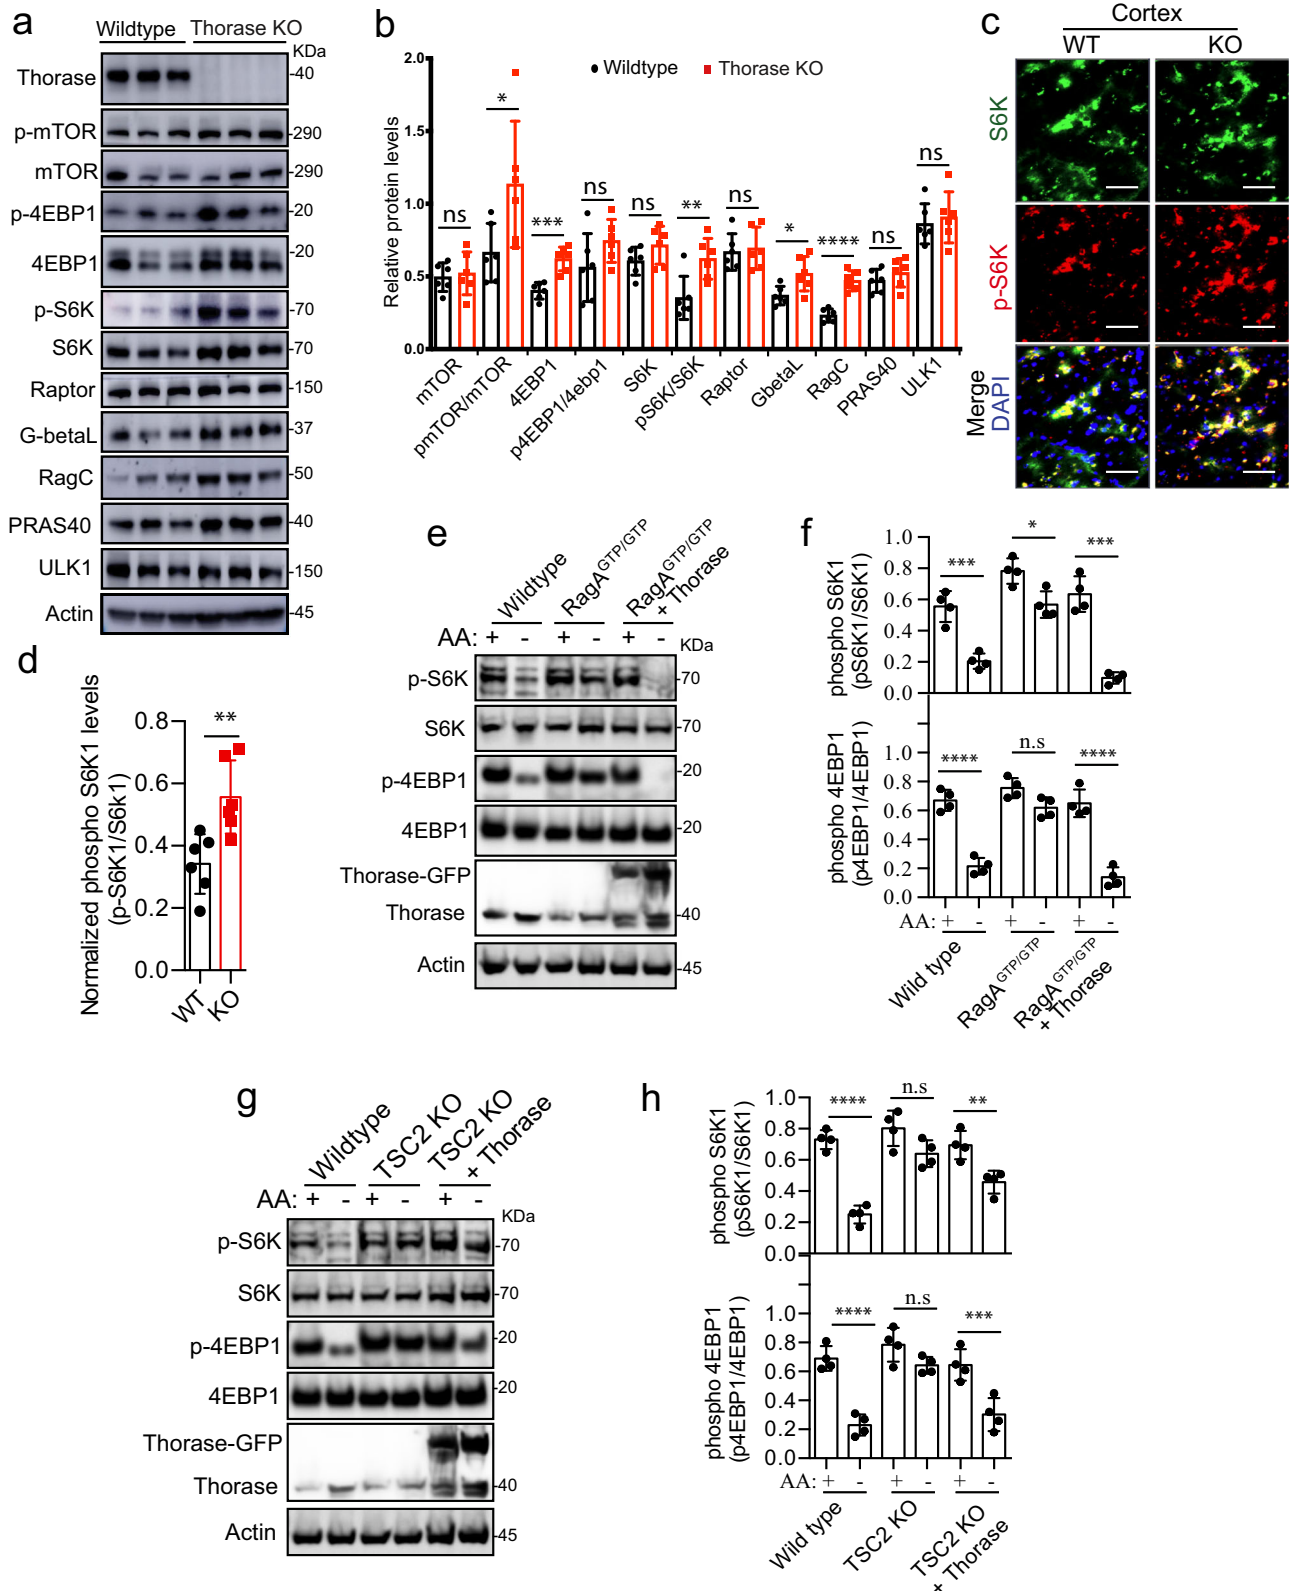 a
Wildtype Thorase KO
KDa
Thorase -40
p-mTOR -290
mTOR -290
p-4EBP1 -20
4EBP1 -20
p-S6K -70
S6K -70
Raptor -150
G-betaL -37
RagC -50
PRAS40 -40
ULK1 -150
Actin -45
b
Wildtype Thorase KO
Relative protein levels
2.0
1.5
1.0
0.5
0.0
ns * *** ns ns ** ns * **** ns ns
mTOR
pmTOR/mTOR
4EBP1
p4EBP1/4ebp1
S6K
pS6K/S6K
Raptor
GbetaL
RagC
PRAS40
ULK1
c
Cortex
WT KO
S6K
p-S6K
Merge
DAPI
d
Normalized phospho S6K1 levels
(p-S6K1/S6k1)
0.8
0.6
0.4
0.2
0.0
**
WT
KO
e
Wildtype
RagA GTP/GTP
RagA GTP/GTP
+ Thorase
AA: + - + - + -
KDa
p-S6K -70
S6K -70
p-4EBP1 -20
4EBP1 -20
Thorase-GFP
Thorase -40
Actin -45
f
phospho S6K1
(pS6K1/S6K1)
1.0
0.8
0.6
0.4
0.2
0.0
*** * ***
phospho 4EBP1
(p4EBP1/4EBP1)
1.0
0.8
0.6
0.4
0.2
0.0
**** n.s ****
AA: + - + - + -
Wild type
RagA GTP/GTP
RagA GTP/GTP
+ Thorase
g
Wildtype
TSC2 KO
TSC2 KO
+ Thorase
AA: + - + - + -
KDa
p-S6K -70
S6K -70
p-4EBP1 -20
4EBP1 -20
Thorase-GFP
Thorase -40
Actin -45
h
phospho S6K1
(pS6K1/S6K1)
1.0
0.8
0.6
0.4
0.2
0.0
**** n.s **
phospho 4EBP1
(p4EBP1/4EBP1)
1.0
0.8
0.6
0.4
0.2
0.0
**** n.s ***
AA: + - + - + -
Wild type
TSC2 KO
TSC2 KO
+ Thorase